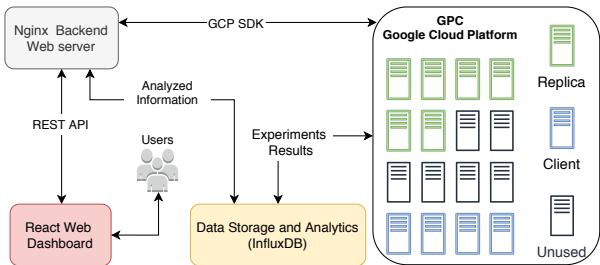 Nginx Backend
Web server
GCP SDK
GPC
Google Cloud Platform
Replica
Analyzed
Information
REST API
Users
Experiments
Results
Client
React Web
Dashboard
Data Storage and Analytics
(InfluxDB)
Unused